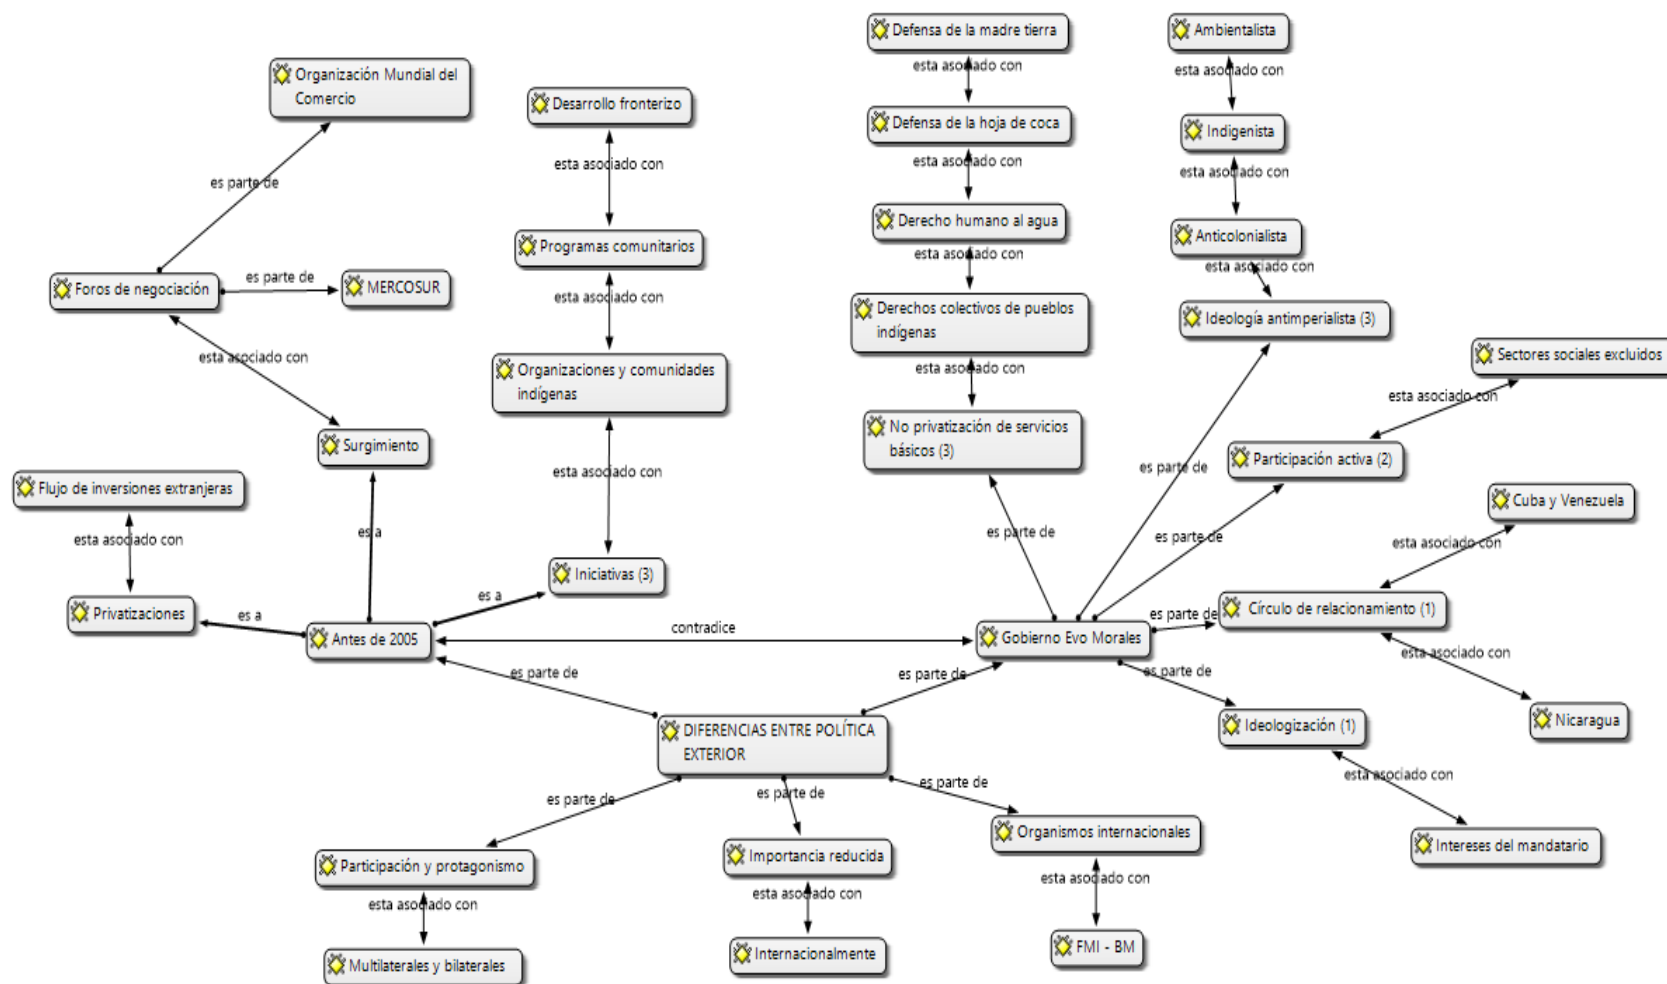 Defensa de la madre tierra
Ambientalista
esta asociado con
esta asociado con
Organización Mundial del
Comercio
Desarrollo fronterizo
Defensa de la hoja de coca
Indigenista
esta asociado con
esta asociado con
esta asociado con
es parte de
Derecho humano al agua
Anticolonialista
Programas comunitarios
esta asociado con
esta asociado con
es parte de
Foros de negociación
MERCOSUR
esta asociado con
Derechos colectivos de pueblos
indígenas
Ideología antimperialista (3)
esta asociado con
Sectores sociales excluidos
Organizaciones y comunidades
indígenas
esta asociado con
esta asociado con
Surgimiento
No privatización de servicios
básicos (3)
Participación activa (2)
es parte de
esta asociado con
Flujo de inversiones extranjeras
Cuba y Venezuela
esta asociado con
es a
es parte de
es parte de
esta asociado con
Iniciativas (3)
es a
Privatizaciones
es a
Antes de 2005
contradice
Gobierno Evo Morales
es parte de
Círculo de relacionamiento (1)
esta asociado con
es parte de
es parte de
es parte de
DIFERENCIAS ENTRE POLÍTICA
EXTERIOR
Ideologización (1)
Nicaragua
esta asociado con
es parte de
es parte de
es parte de
Organismos internacionales
Intereses del mandatario
Participación y protagonismo
Importancia reducida
esta asociado con
esta asociado con
esta asociado con
Multilaterales y bilaterales
Internacionalmente
FMI - BM